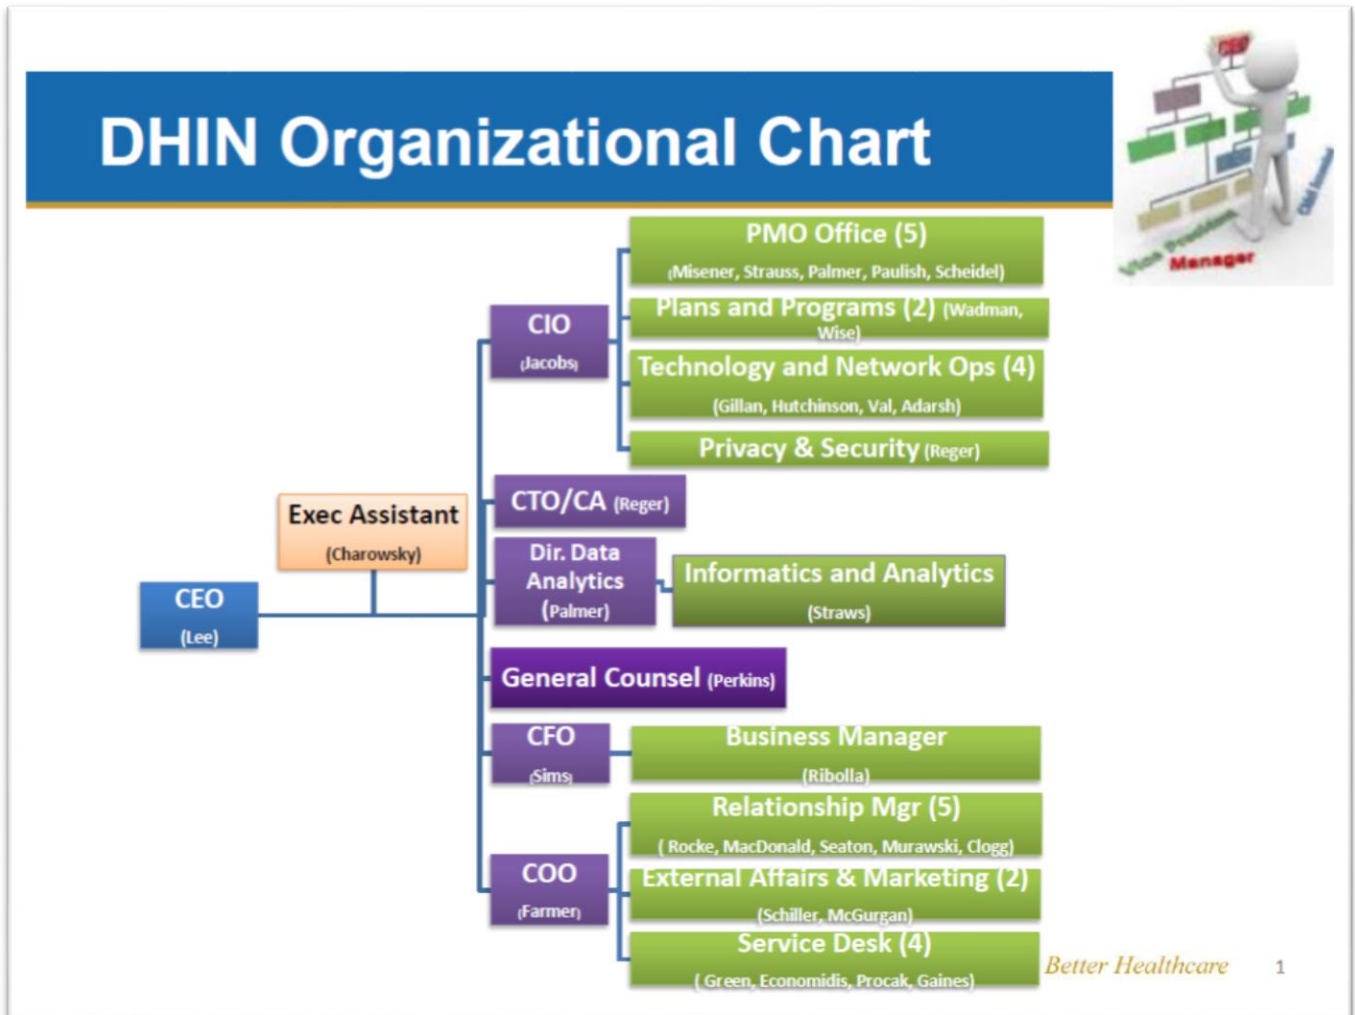 DHIN Organizational Chart
CEO
Manager
PMO Office (5)
(Misener, Strauss, Palmer, Paulish, Scheidel)
Plans and Programs (2) (Wadman,
Wise)
CIO
(Jacobs)
Technology and Network Ops (4)
(Gillan, Hutchinson, Val, Adarsh)
Privacy & Security (Reger)
CTO/CA (Reger)
Exec Assistant
(Charowsky)
Dir. Data
Analytics
(Palmer)
Informatics and Analytics
(Straws)
CEO
(Lee)
General Counsel (Perkins)
CFO
(Sims)
Business Manager
(Ribolla)
Relationship Mgr (5)
( Rocke, MacDonald, Seaton, Murawski, Clogg)
COO
(Farmer)
External Affairs & Marketing (2)
(Schiller, McGurgan)
Service Desk (4)
( Green, Economidis, Procak, Gaines)
Better Healthcare
1